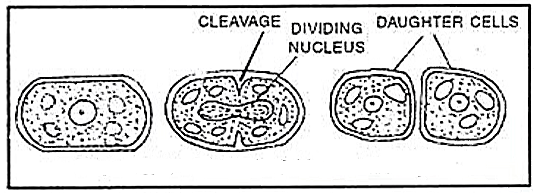 CLEAVAGE
DIVIDING
NUCLEUS
DAUGHTER CELLS